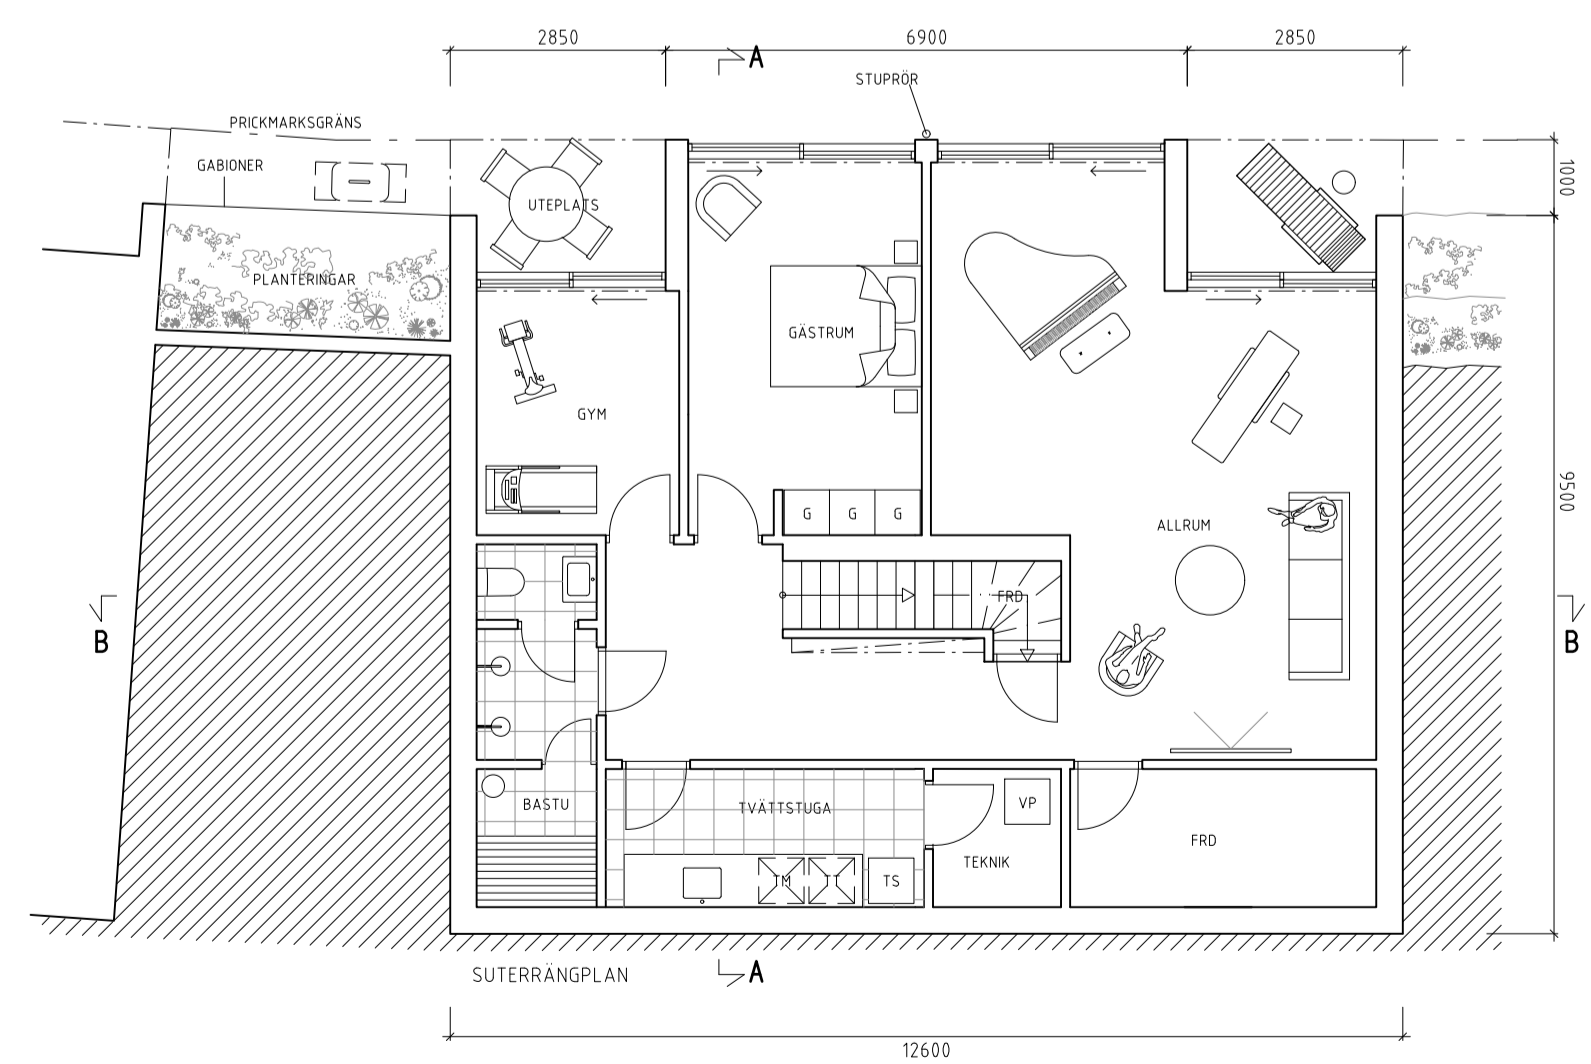 2850 6900 2850
A
STUPRÖR
PRICKMARKSGRÄNS
GABIONER
1000
UTEPLATS
PLANTERINGAR
GÄSTRUM
GYM
9500
G G G
ALLRUM
FRD
B B
BASTU
TVÄTTSTUGA
VP
FRD
TEKNIK
TM TT TS
SUTERRÄNGPLAN
A
12600